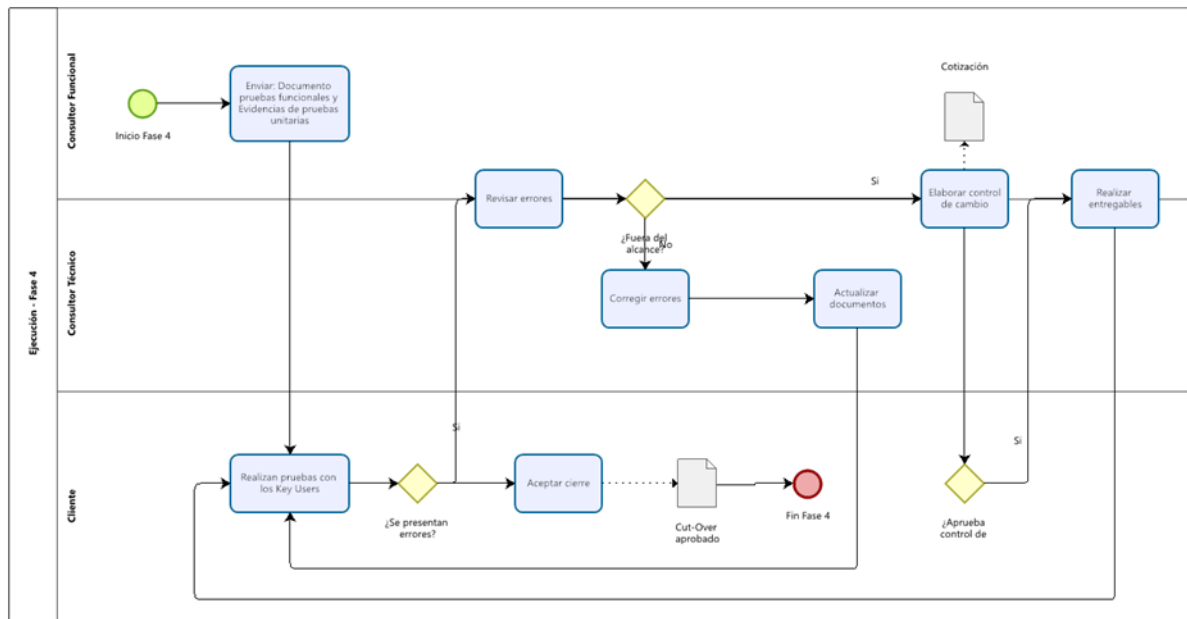 Ejecución - Fase 4
Consultor Funcional
Consultor Técnico
Cliente
Inicio Fase 4
Enviar: Documento
pruebas funcionales y
Evidencias de pruebas
unitarias
Cotización
Revisar errores
¿Fuera del
alcance?
Si
No
Elaborar control
de cambio
Realizar
entregables
Corregir errores
Actualizar
documentos
Realizan pruebas con
los Key Users
¿Se presentan
errores?
Si
Aceptar cierre
Cut-Over
aprobado
Fin Fase 4
¿Aprueba
control de
Si